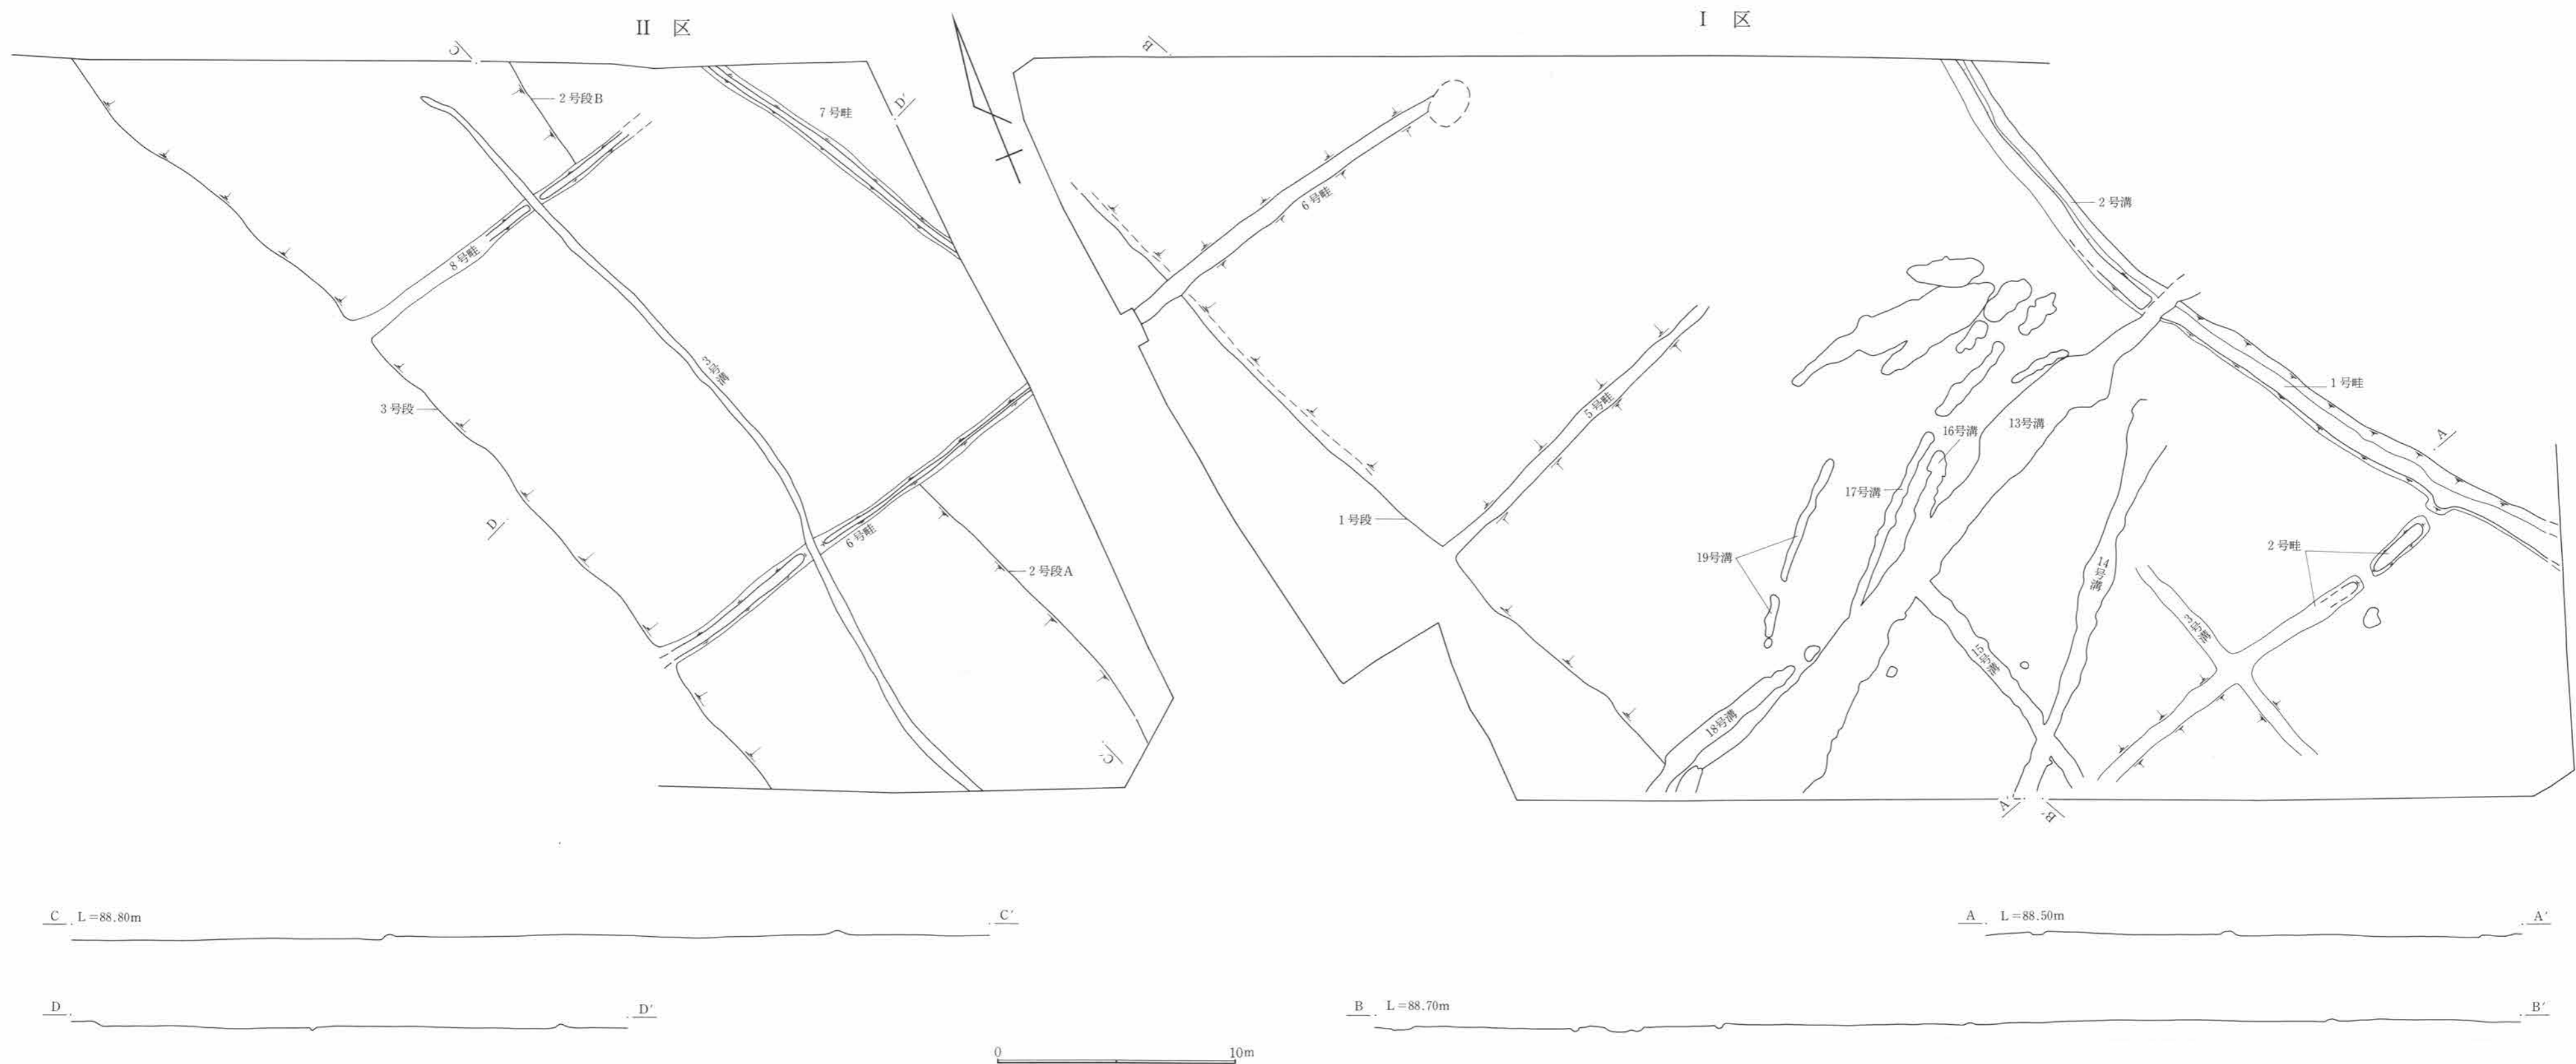 II 区
I 区
C
2号段B
7号畦
D′
8号畦
3号溝
3号段
D
6号畦
2号段A
C′
B
6号畦
2号溝
5号畦
1号畦
A
16号溝
13号溝
17号溝
1号段
19号溝
14号溝
2号畦
3号溝
15号溝
18号溝
A′
B′
C L=88.80m C′
A L=88.50m A′
D D′
B L=88.70m B′
0 10m